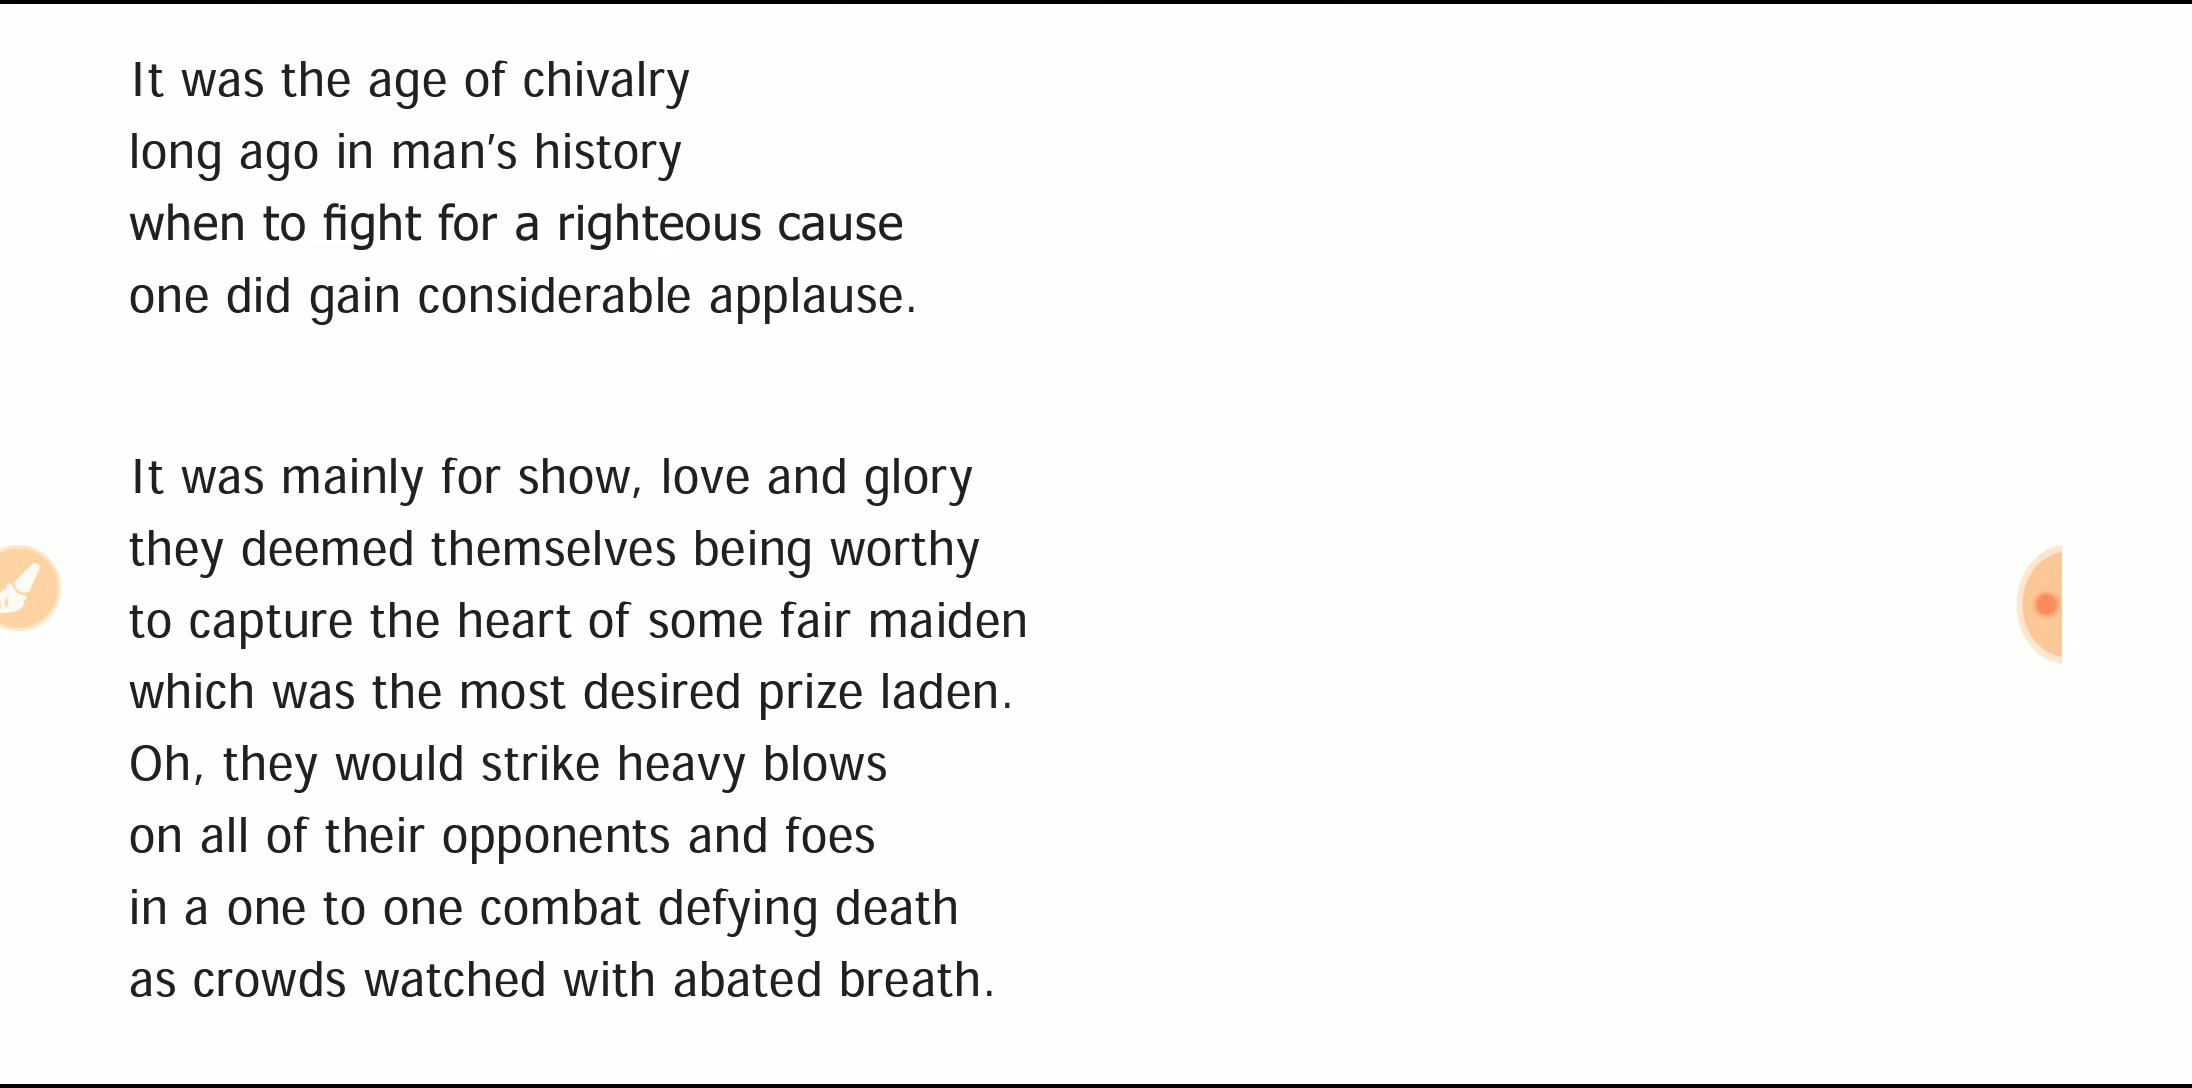 It was the age of chivalry
long ago in man’s history
when to fight for a righteous cause
one did gain considerable applause.
It was mainly for show, love and glory
they deemed themselves being worthy
to capture the heart of some fair maiden
which was the most desired prize laden.
Oh, they would strike heavy blows
on all of their opponents and foes
in a one to one combat defying death
as crowds watched with abated breath.